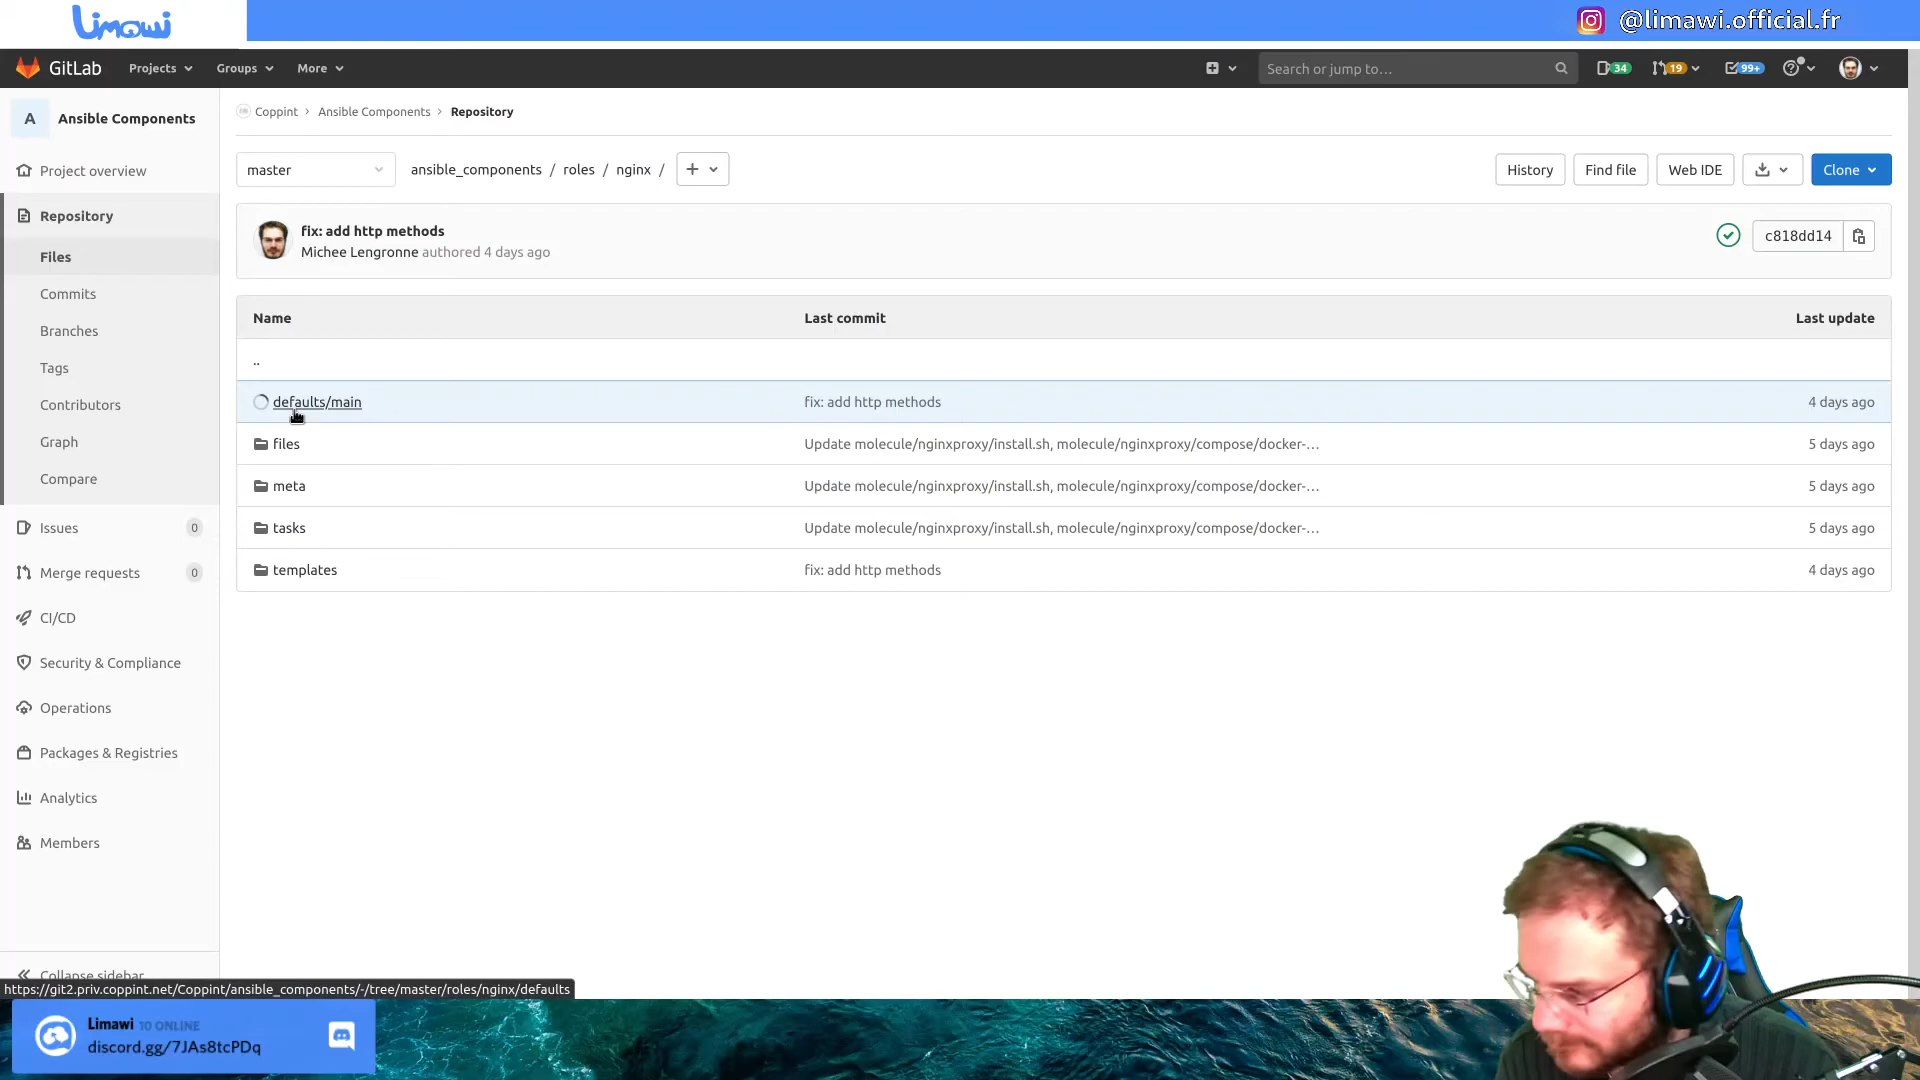 Limawi
@limawi.official.fr
GitLab
Projects
Groups
More
Search or jump to…
34
19
99+
A
Ansible Components
Coppint › Ansible Components › Repository
Project overview
Repository
Files
Commits
Branches
Tags
Contributors
Graph
Compare
Issues 0
Merge requests 0
CI/CD
Security & Compliance
Operations
Packages & Registries
Analytics
Members
Collapse sidebar
master
ansible_components / roles / nginx / +
History
Find file
Web IDE
Clone
fix: add http methods
Michee Lengronne authored 4 days ago
c818dd14
Name Last commit Last update
..
defaults/main fix: add http methods 4 days ago
files Update molecule/nginxproxy/install.sh, molecule/nginxproxy/compose/docker-… 5 days ago
meta Update molecule/nginxproxy/install.sh, molecule/nginxproxy/compose/docker-… 5 days ago
tasks Update molecule/nginxproxy/install.sh, molecule/nginxproxy/compose/docker-… 5 days ago
templates fix: add http methods 4 days ago
https://git2.priv.coppint.net/Coppint/ansible_components/-/tree/master/roles/nginx/defaults
Limawi 10 ONLINE
discord.gg/7JAs8tcPDq